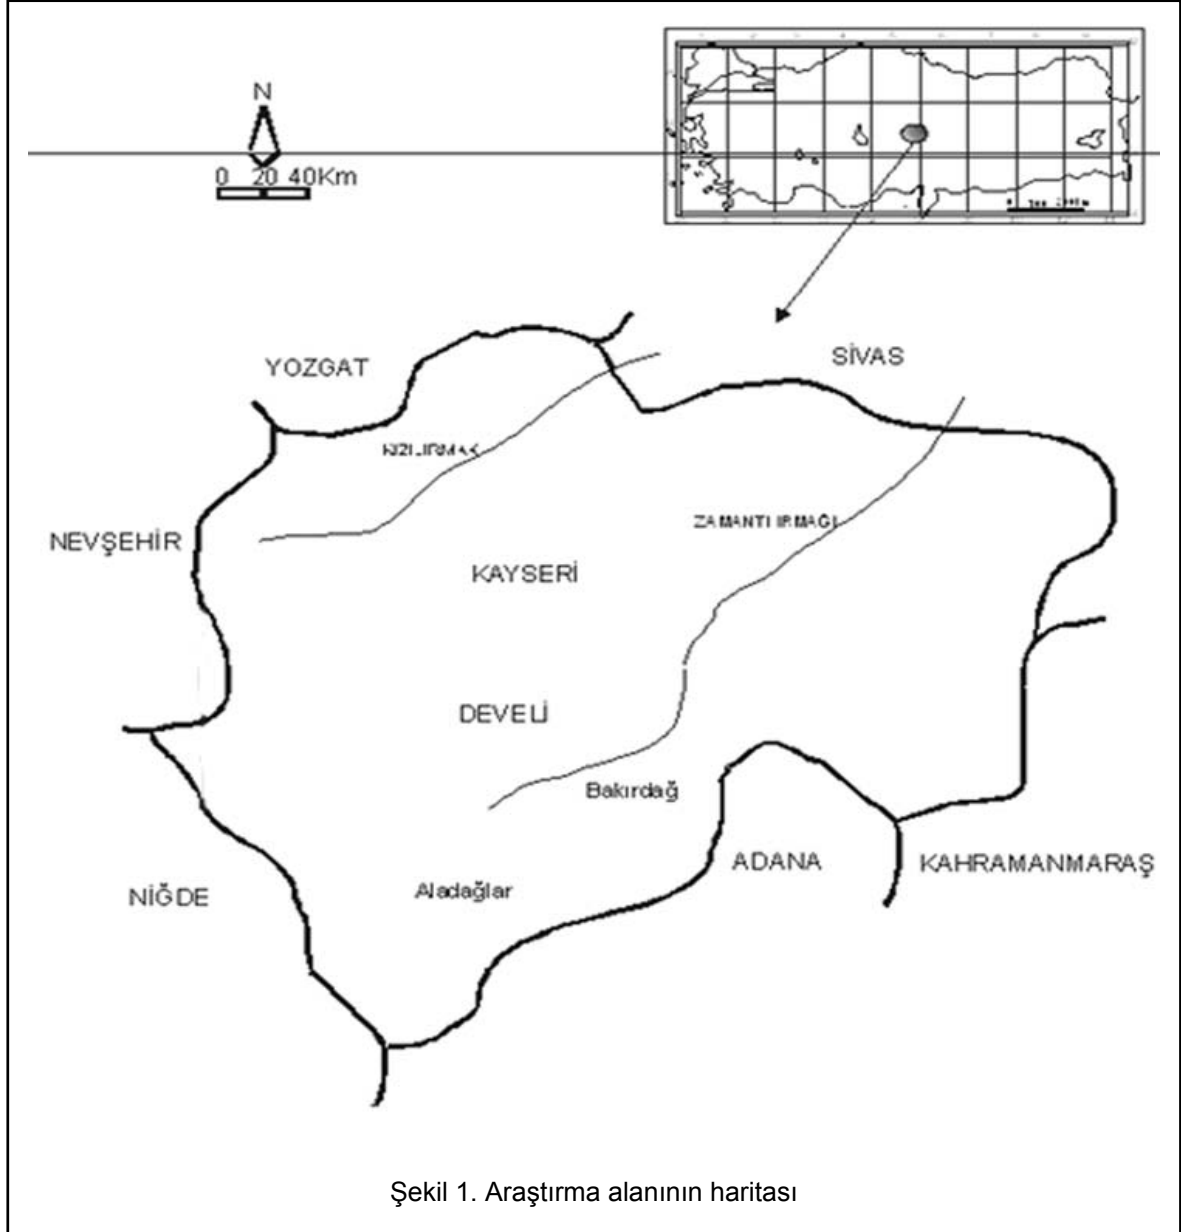 N
0 20 40Km
YOZGAT
SİVAS
KIZILIRMAK
NEVŞEHİR
ZAMANTI IRMAĞI
KAYSERİ
DEVELİ
Bakırdağ
ADANA
KAHRAMANMARAŞ
NİĞDE
Aladağlar
Şekil 1. Araştırma alanının haritası